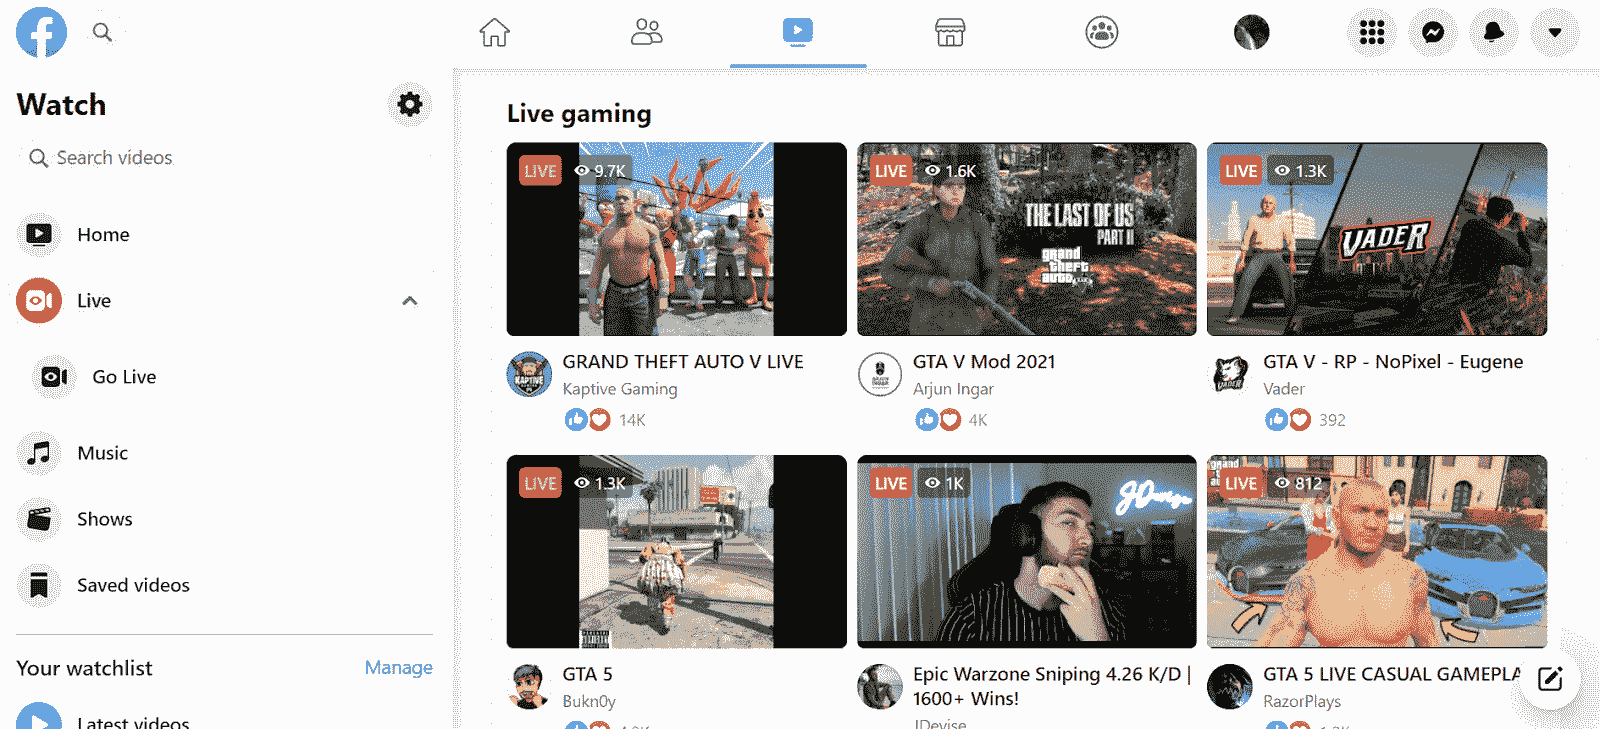 Watch
Search videos
Home
Live
Go Live
Music
Shows
Saved videos
Your watchlist
Manage
Latest videos
Live gaming
LIVE 9.7K
GRAND THEFT AUTO V LIVE
Kaptive Gaming
14K
LIVE 1.6K
THE LAST OF US
PART II
grand
theft
auto
GTA V Mod 2021
Arjun Ingar
4K
LIVE 1.3K
VADER
GTA V - RP - NoPixel - Eugene
Vader
392
LIVE 1.3K
GTA 5
Bukn0y
LIVE 1K
JDevise
Epic Warzone Sniping 4.26 K/D |
1600+ Wins!
JDevise
LIVE 812
grand
GTA 5 LIVE CASUAL GAMEPLA
RazorPlays